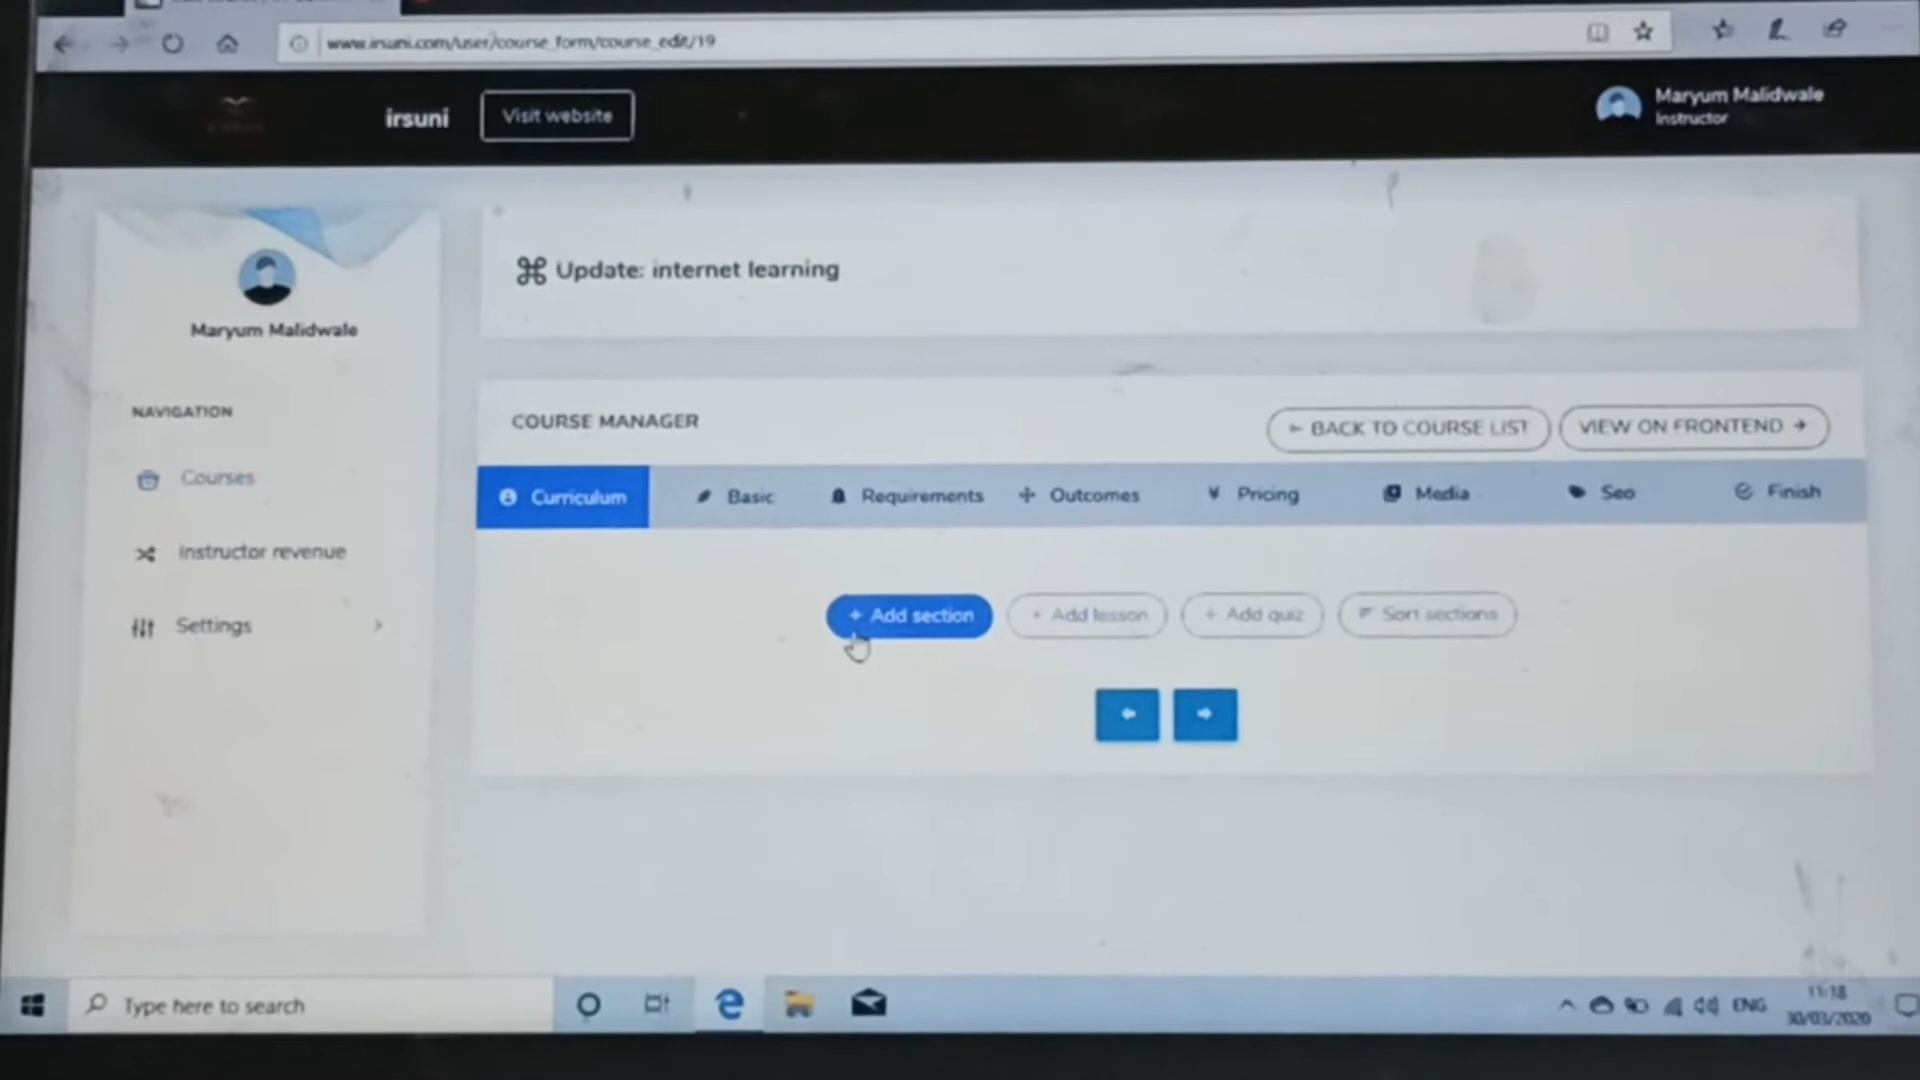 www.irsuni.com/user/course_form/course_edit/19
irsuni
Visit website
Maryum Malidwale
Instructor
Maryum Malidwale
NAVIGATION
Courses
Instructor revenue
Settings
Update: internet learning
COURSE MANAGER
BACK TO COURSE LIST
VIEW ON FRONTEND
Curriculum
Basic
Requirements
Outcomes
Pricing
Media
Seo
Finish
+ Add section
+ Add lesson
+ Add quiz
Sort sections
Type here to search
ENG
11:18
30/03/2020